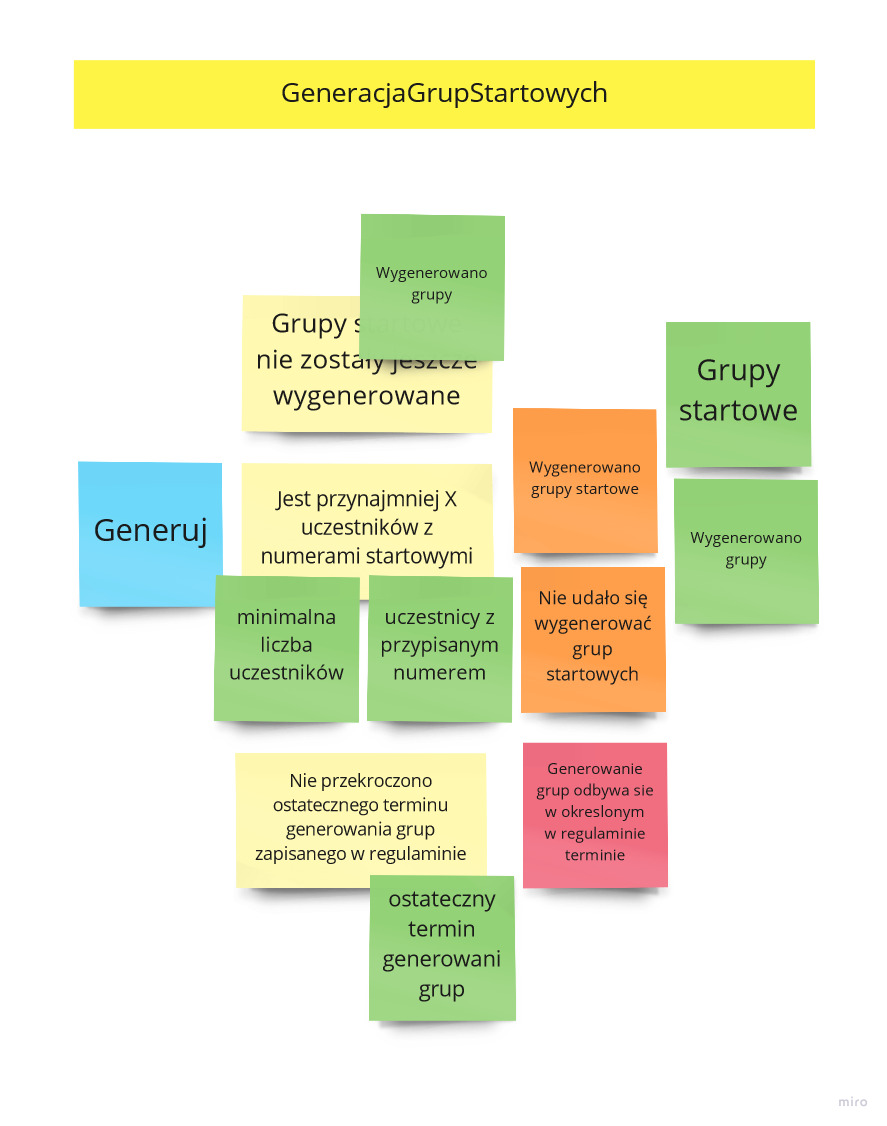 GeneracjaGrupStartowych
Wygenerowano
grupy
Grupy startowe
nie zostały jeszcze
wygenerowane
Grupy
startowe
Wygenerowano
grupy startowe
Generuj
Jest przynajmniej X
uczestników z
numerami startowymi
Wygenerowano
grupy
minimalna
liczba
uczestników
uczestnicy z
przypisanym
numerem
Nie udało się
wygenerować
grup
startowych
Nie przekroczono
ostatecznego terminu
generowania grup
zapisanego w regulaminie
Generowanie
grup odbywa sie
w okreslonym
w regulaminie
terminie
ostateczny
termin
generowani
grup
miro